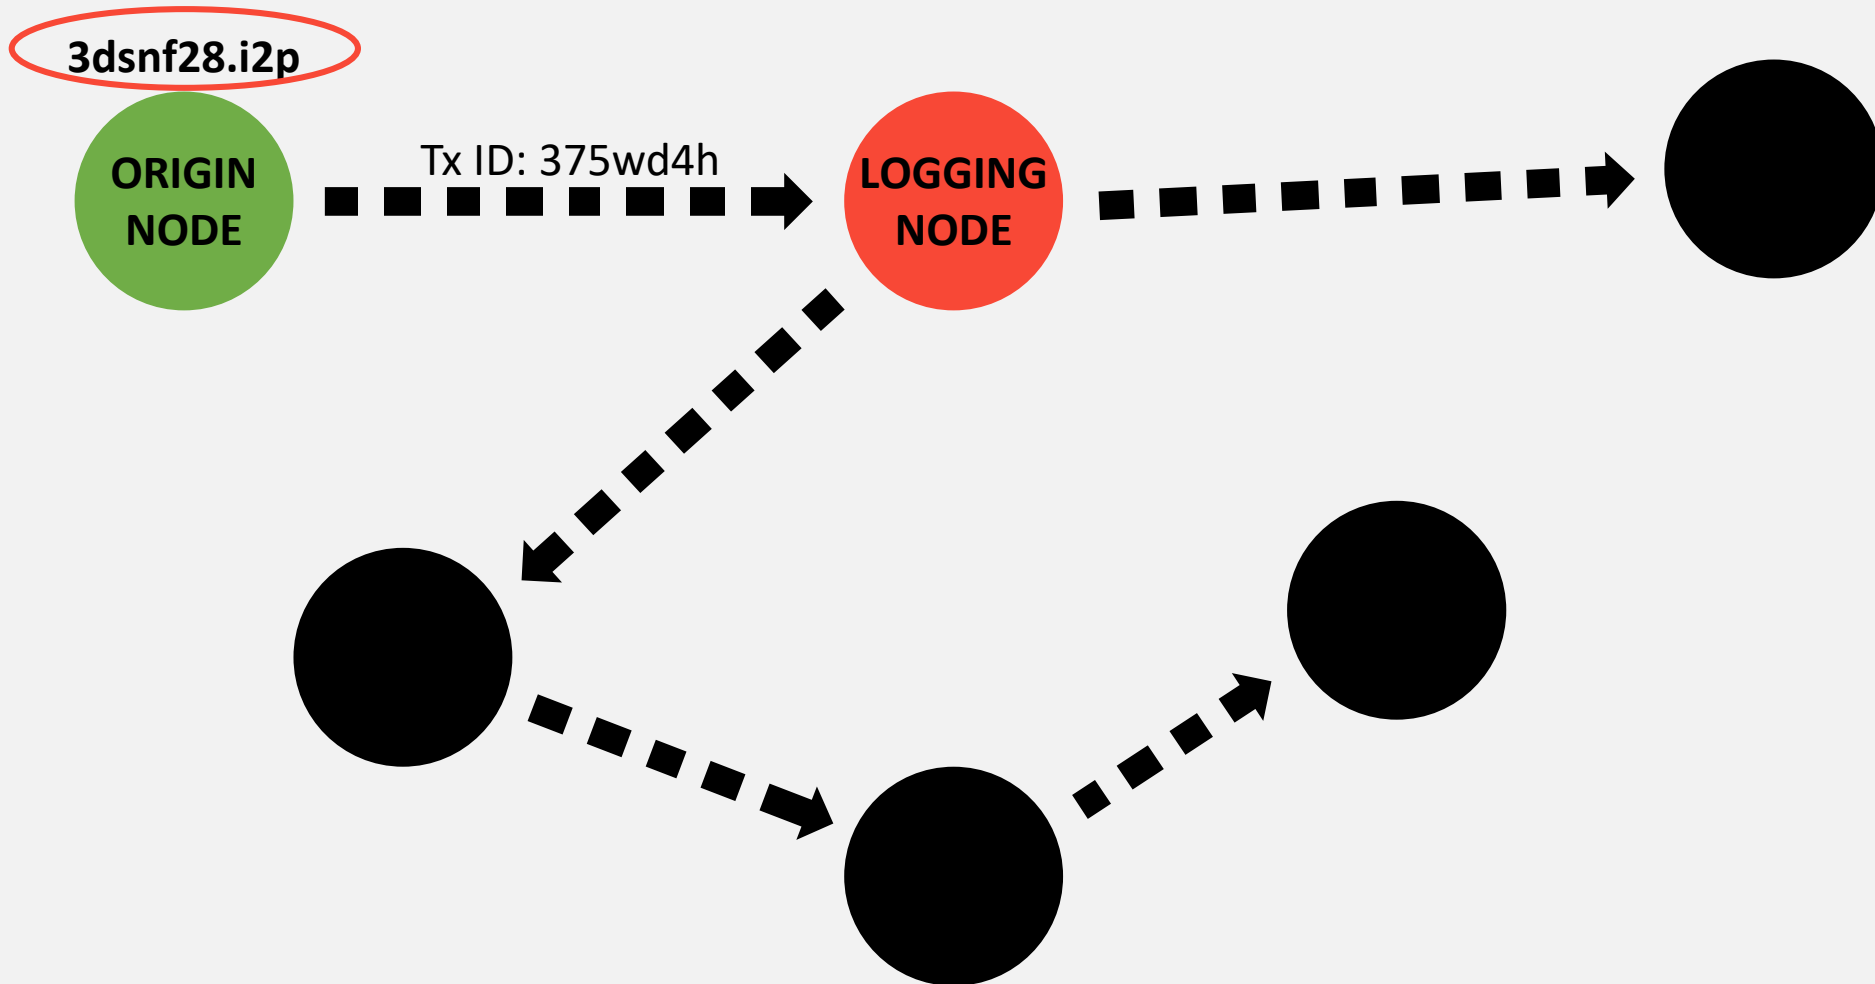 3dsnf28.i2p
ORIGIN
NODE
Tx ID: 375wd4h
LOGGING
NODE